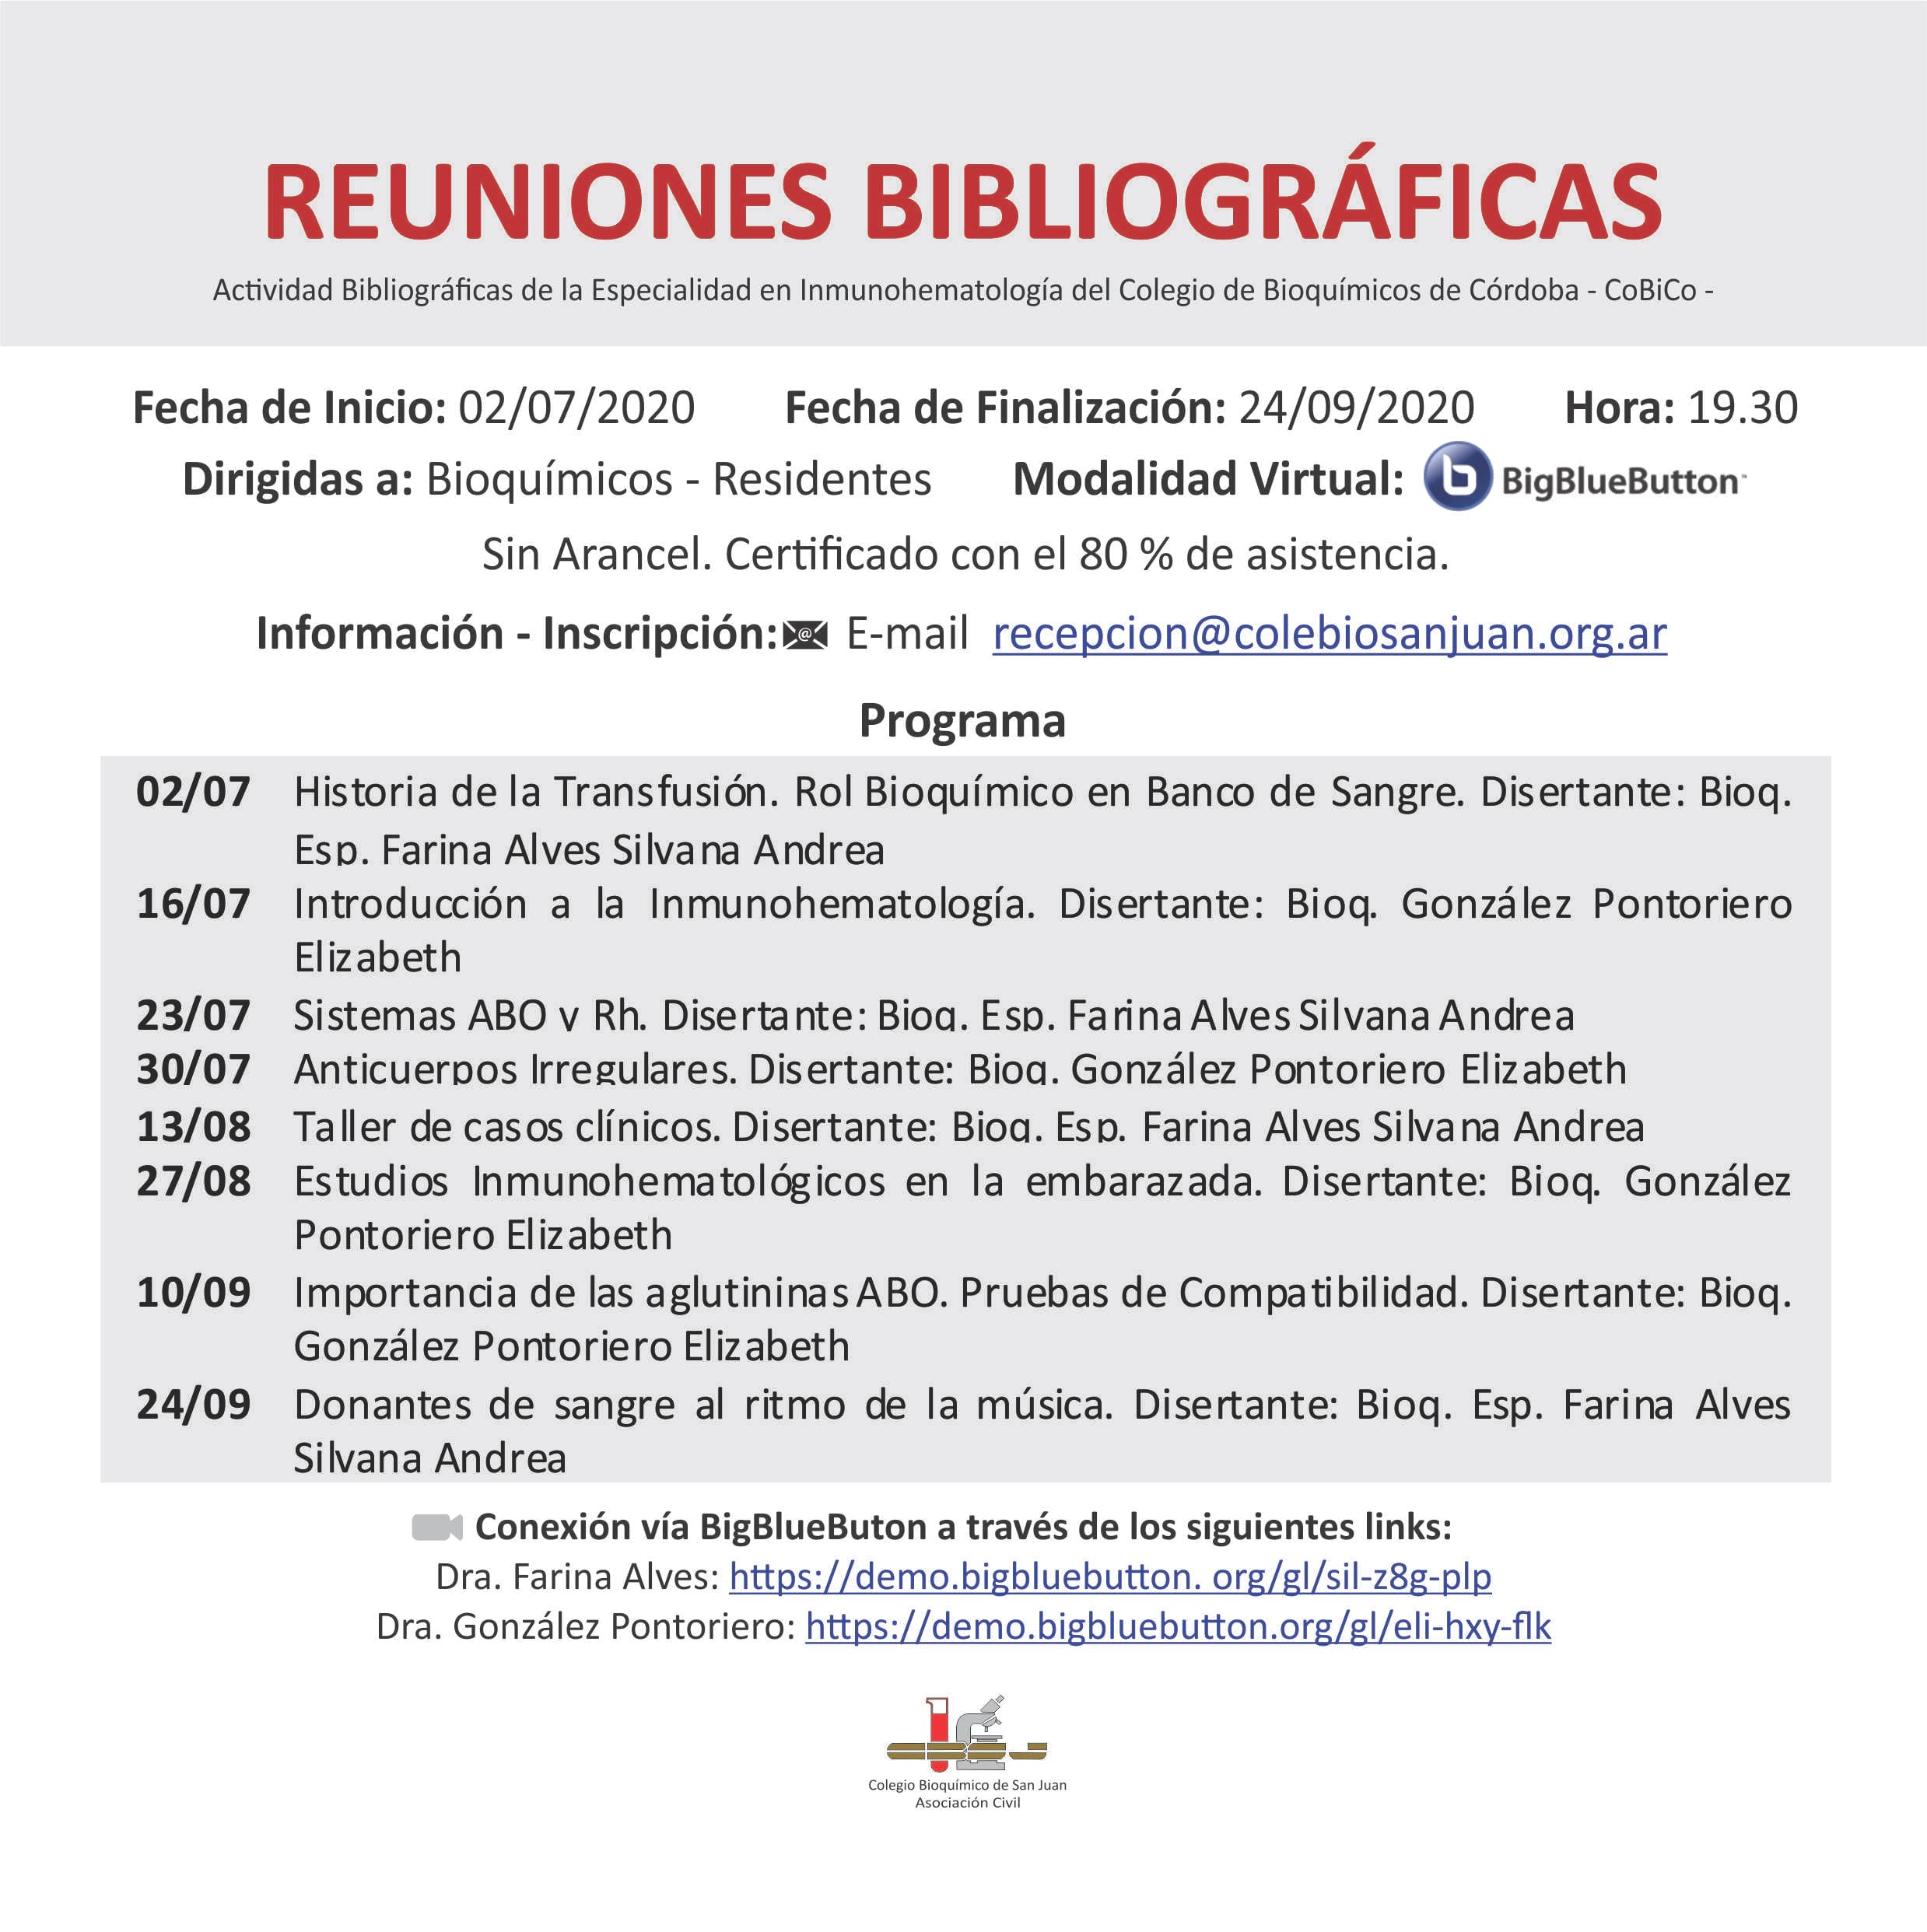 REUNIONES BIBLIOGRÁFICAS
Actividad Bibliográficas de la Especialidad en Inmunohematología del Colegio de Bioquímicos de Córdoba - CoBiCo -
Fecha de Inicio: 02/07/2020 Fecha de Finalización: 24/09/2020 Hora: 19.30
Dirigidas a: Bioquímicos - Residentes Modalidad Virtual: BigBlueButton
Sin Arancel. Certificado con el 80 % de asistencia.
Información - Inscripción: E-mail recepcion@colebiosanjuan.org.ar
Programa
02/07 Historia de la Transfusión. Rol Bioquímico en Banco de Sangre. Disertante: Bioq.
Esp. Farina Alves Silvana Andrea
16/07 Introducción a la Inmunohematología. Disertante: Bioq. González Pontoriero
Elizabeth
23/07 Sistemas ABO y Rh. Disertante: Bioq. Esp. Farina Alves Silvana Andrea
30/07 Anticuerpos Irregulares. Disertante: Bioq. González Pontoriero Elizabeth
13/08 Taller de casos clínicos. Disertante: Bioq. Esp. Farina Alves Silvana Andrea
27/08 Estudios Inmunohematológicos en la embarazada. Disertante: Bioq. González
Pontoriero Elizabeth
10/09 Importancia de las aglutininas ABO. Pruebas de Compatibilidad. Disertante: Bioq.
González Pontoriero Elizabeth
24/09 Donantes de sangre al ritmo de la música. Disertante: Bioq. Esp. Farina Alves
Silvana Andrea
Conexión vía BigBlueButon a través de los siguientes links:
Dra. Farina Alves: https://demo.bigbluebutton. org/gl/sil-z8g-plp
Dra. González Pontoriero: https://demo.bigbluebutton.org/gl/eli-hxy-flk
Colegio Bioquímico de San Juan
Asociación Civil